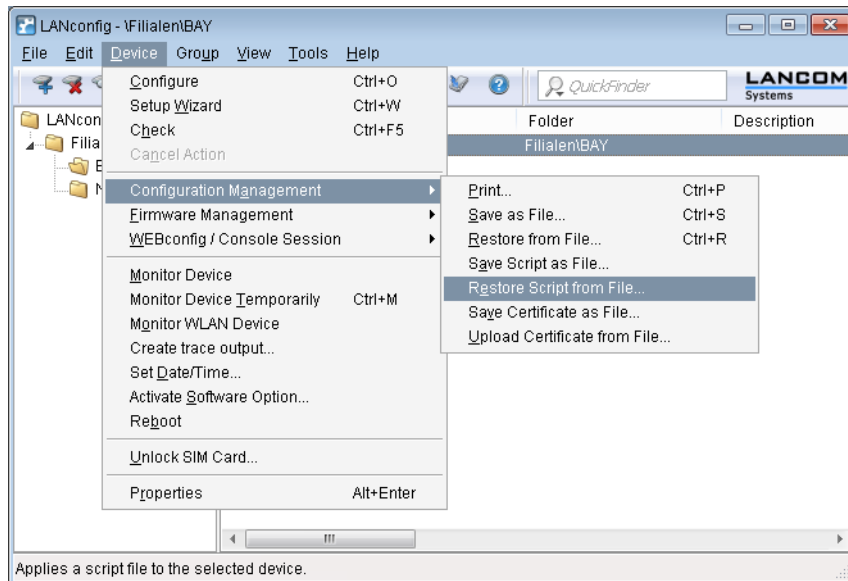 LANconfig - \Filialen\BAY
File Edit Device Group View Tools Help
QuickFinder
LANCOM
Systems
LANcon
Filia
Folder
Description
Filialen\BAY
Configure Ctrl+O
Setup Wizard Ctrl+W
Check Ctrl+F5
Cancel Action
Configuration Management
Firmware Management
WEBconfig / Console Session
Monitor Device
Monitor Device Temporarily Ctrl+M
Monitor WLAN Device
Create trace output...
Set Date/Time...
Activate Software Option...
Reboot
Unlock SIM Card...
Properties Alt+Enter
Print... Ctrl+P
Save as File... Ctrl+S
Restore from File... Ctrl+R
Save Script as File...
Restore Script from File...
Save Certificate as File...
Upload Certificate from File...
Applies a script file to the selected device.